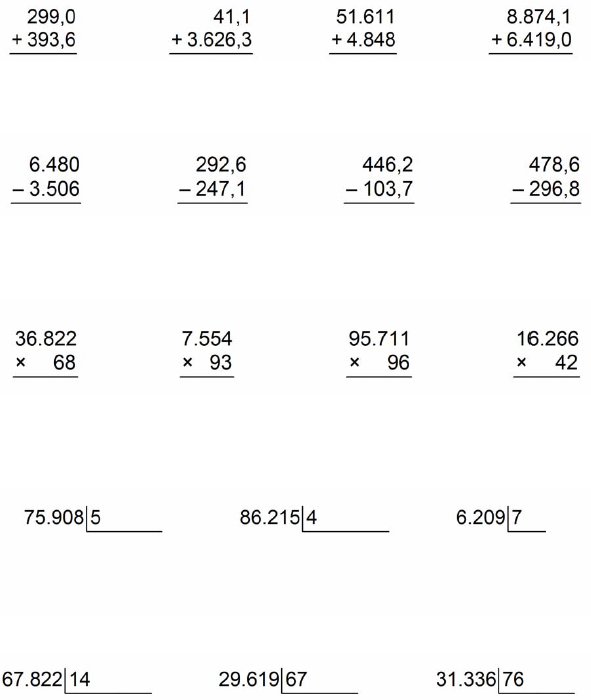 299,0 41,1 51.611 8.874,1
+ 393,6 + 3.626,3 + 4.848 + 6.419,0
6.480 292,6 446,2 478,6
– 3.506 – 247,1 – 103,7 – 296,8
36.822 7.554 95.711 16.266
× 68 × 93 × 96 × 42
75.908 5 86.215 4 6.209 7
67.822 14 29.619 67 31.336 76